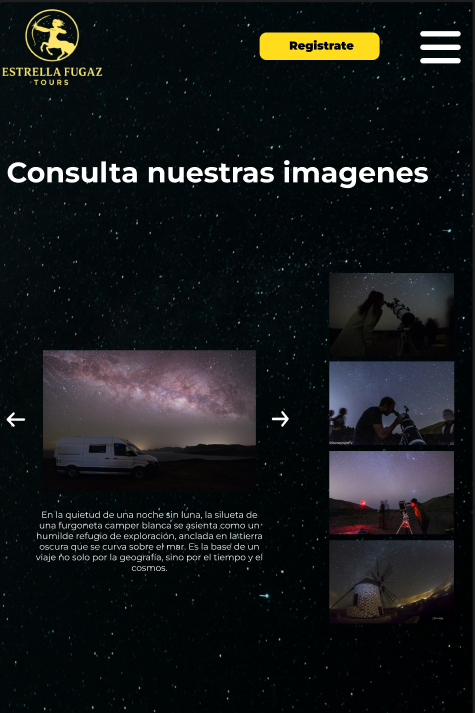 ESTRELLA FUGAZ
TOURS
Registrate
Consulta nuestras imagenes
En la quietud de una noche sin luna, la silueta de
una furgoneta camper blanca se asienta como un
humilde refugio de exploración, anclada en latierra
oscura que se curva sobre el mar. Es la base de un
viaje no solo por la geografía, sino por el tiempo y el
cosmos.